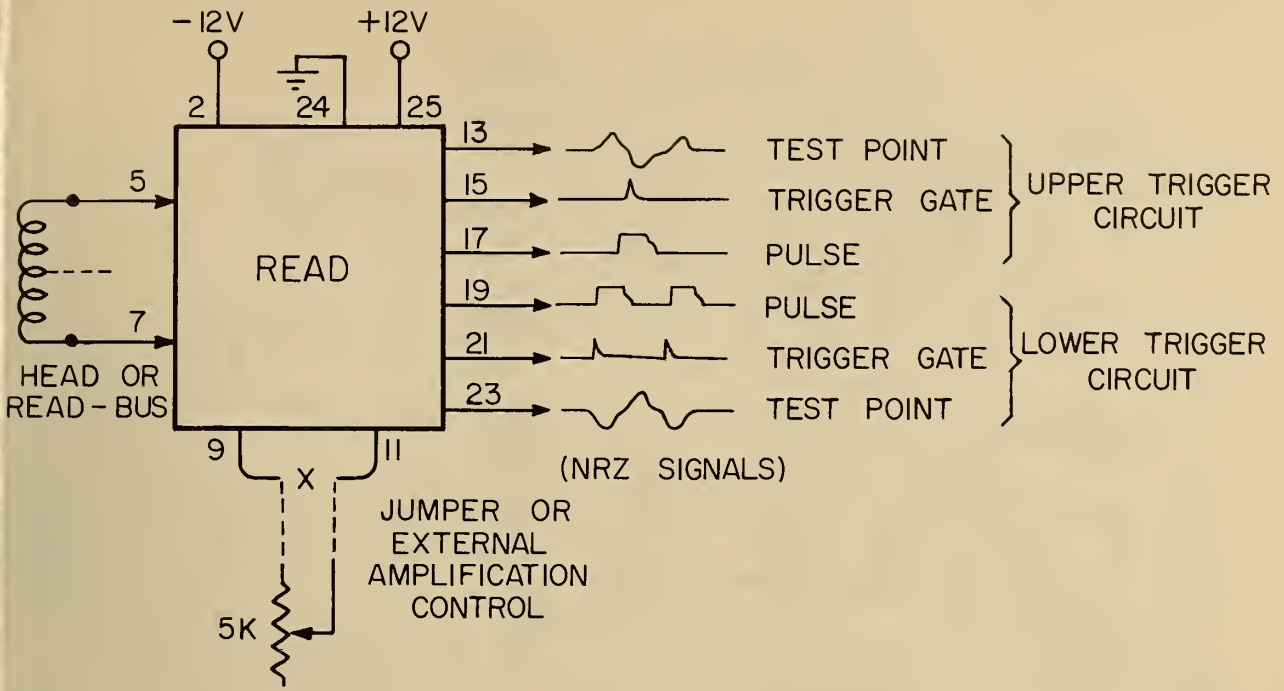 -12V +12V
2 24 25
5
7
READ
HEAD OR
READ-BUS
13 TEST POINT
15 TRIGGER GATE
17 PULSE
UPPER TRIGGER
CIRCUIT
19 PULSE
21 TRIGGER GATE
23 TEST POINT
LOWER TRIGGER
CIRCUIT
(NRZ SIGNALS)
9 X 11
JUMPER OR
EXTERNAL
AMPLIFICATION
CONTROL
5K